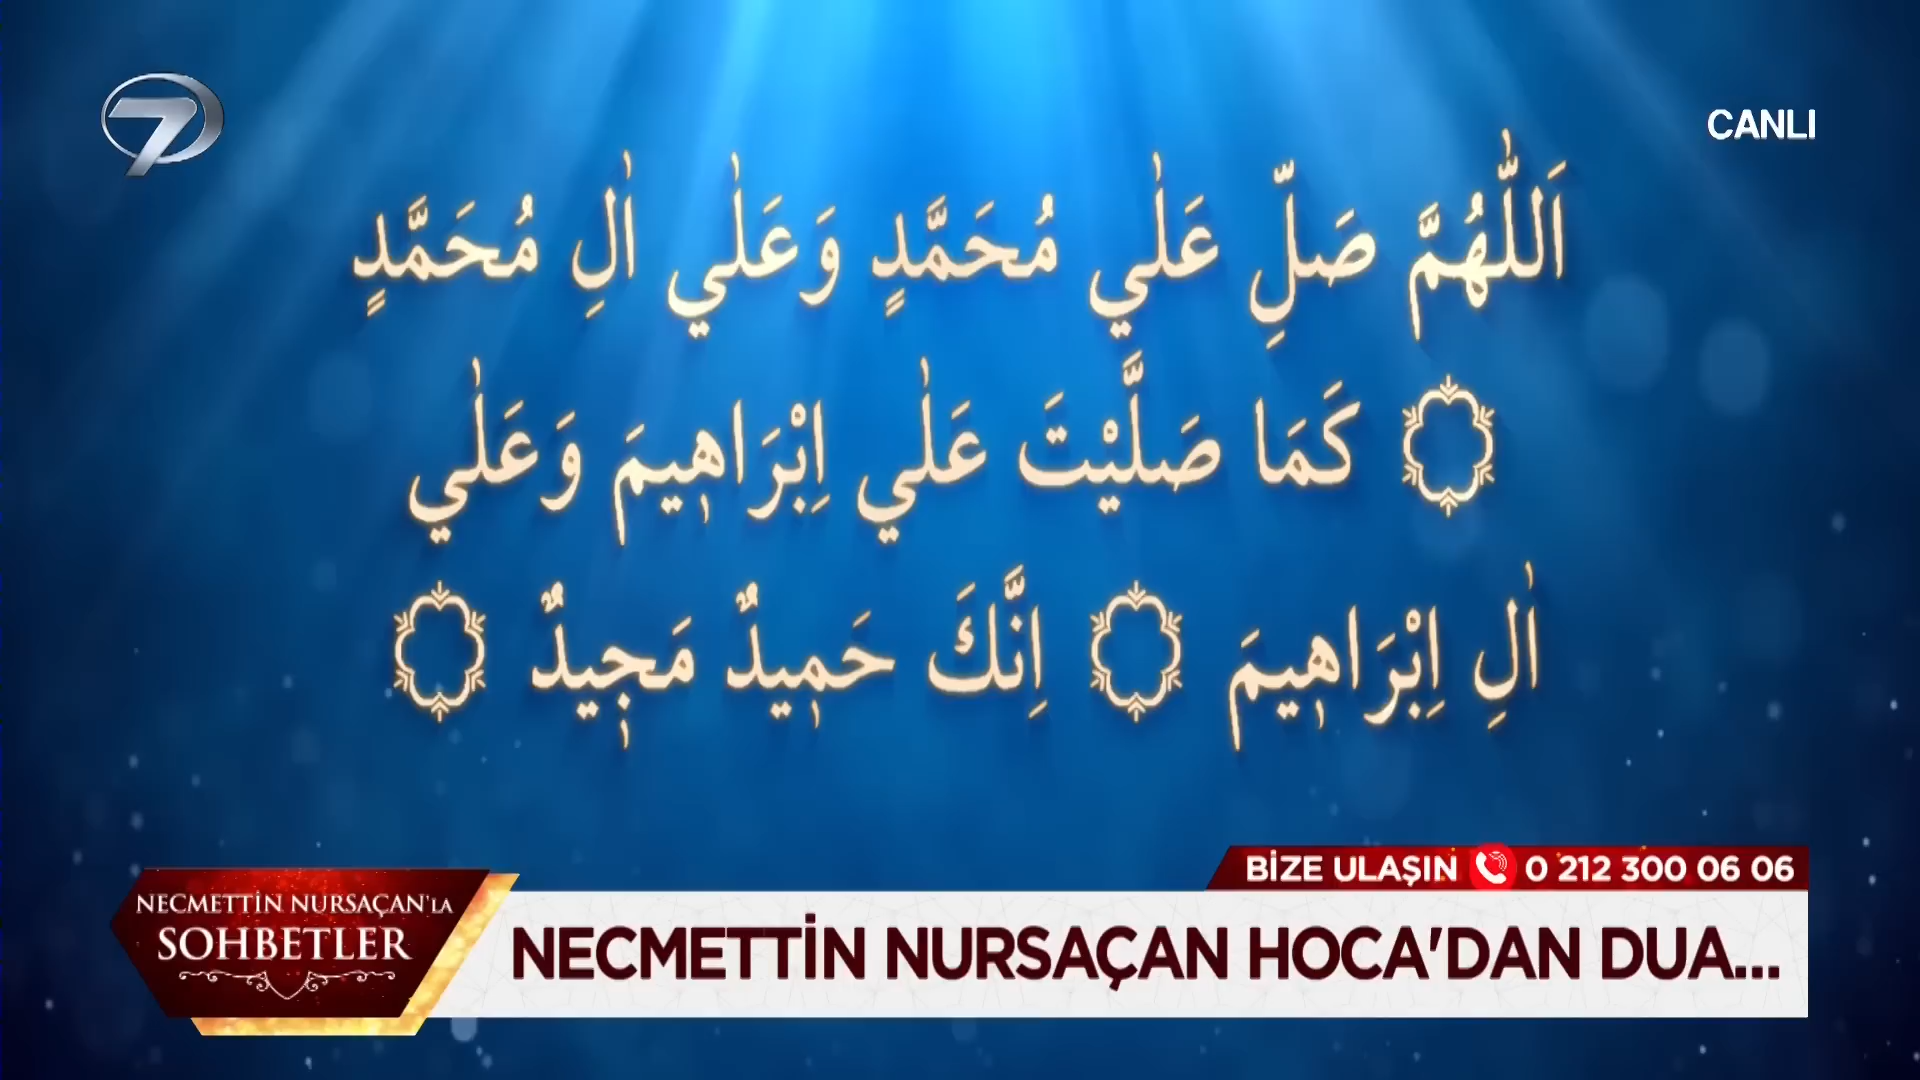 7
CANLI
اَللّٰهُمَّ صَلِّ عَلٰي مُحَمَّدٍ وَعَلٰي اٰلِ مُحَمَّدٍ
۝ كَمَا صَلَّيْتَ عَلٰي اِبْرَاهٖيمَ وَعَلٰي
اٰلِ اِبْرَاهٖيمَ ۝ اِنَّكَ حَمٖيدٌ مَجٖيدٌ ۝
BİZE ULAŞIN 0 212 300 06 06
NECMETTİN NURSAÇAN'LA
SOHBETLER
NECMETTİN NURSAÇAN HOCA'DAN DUA...